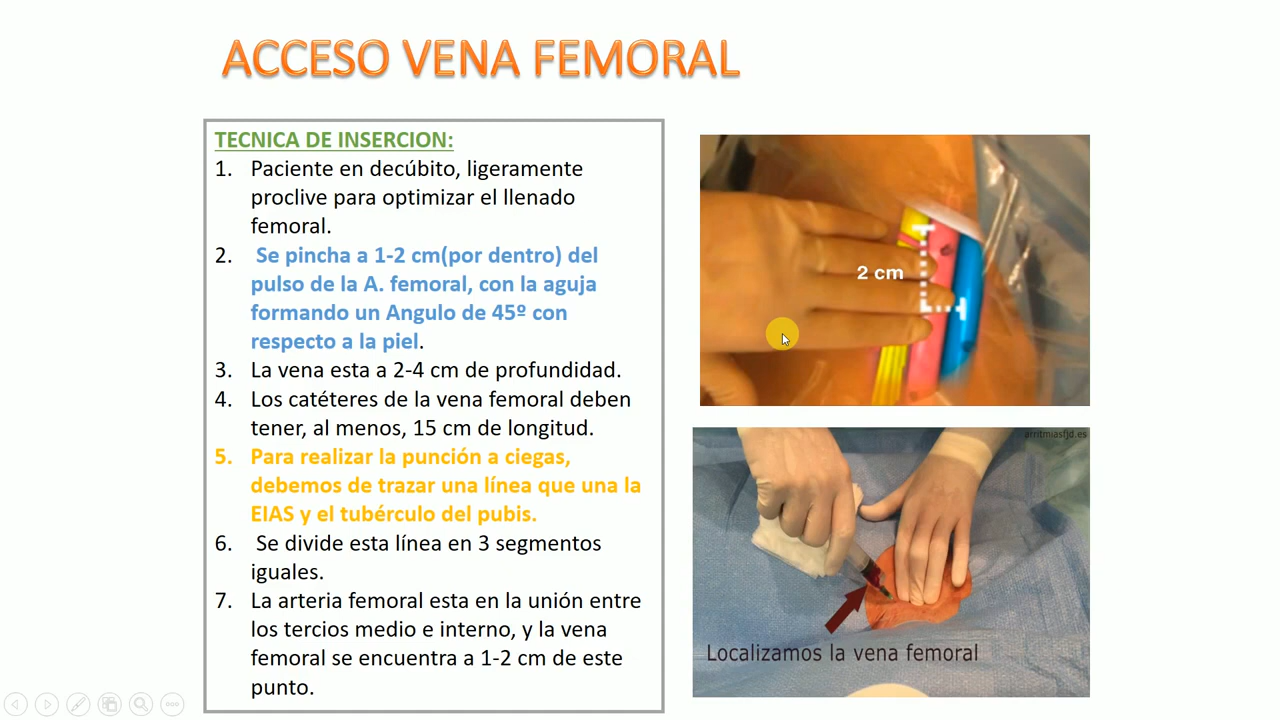 ACCESO VENA FEMORAL
TECNICA DE INSERCION:
1. Paciente en decúbito, ligeramente
proclive para optimizar el llenado
femoral.
2. Se pincha a 1-2 cm(por dentro) del
pulso de la A. femoral, con la aguja
formando un Angulo de 45º con
respecto a la piel.
3. La vena esta a 2-4 cm de profundidad.
4. Los catéteres de la vena femoral deben
tener, al menos, 15 cm de longitud.
5. Para realizar la punción a ciegas,
debemos de trazar una línea que una la
EIAS y el tubérculo del pubis.
6. Se divide esta línea en 3 segmentos
iguales.
7. La arteria femoral esta en la unión entre
los tercios medio e interno, y la vena
femoral se encuentra a 1-2 cm de este
punto.
2 cm
arritmiasfjd.es
Localizamos la vena femoral